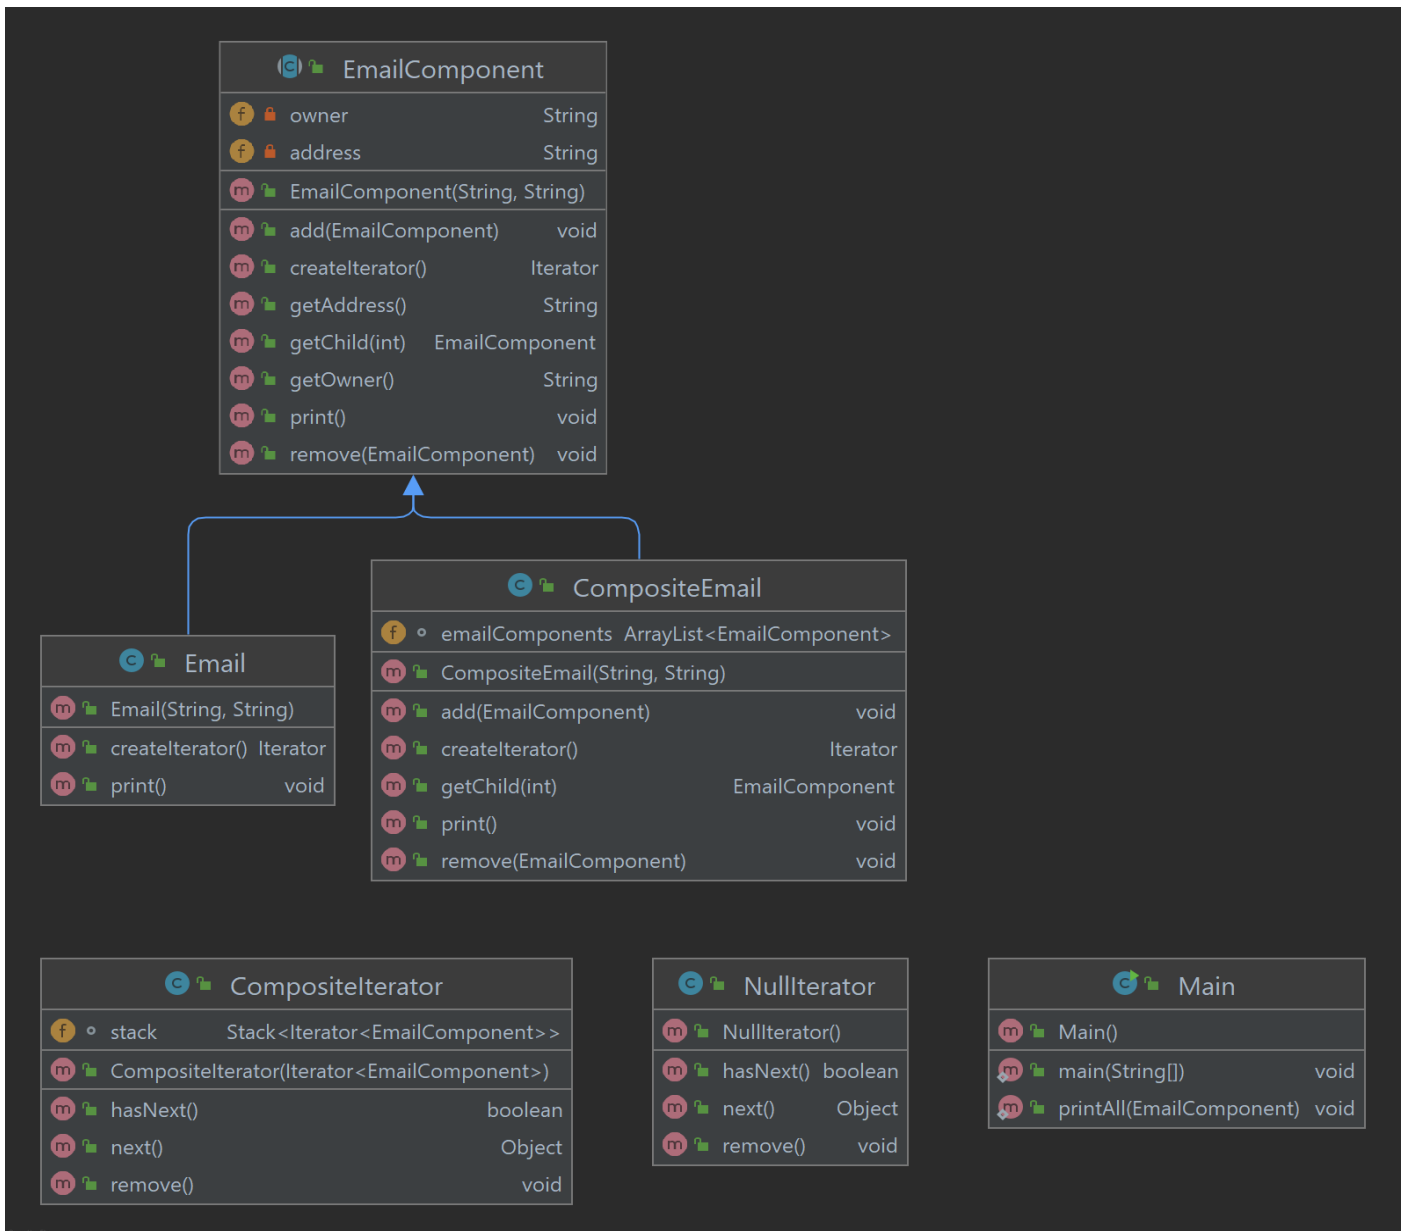 EmailComponent
owner String
address String
EmailComponent(String, String)
add(EmailComponent) void
createIterator() Iterator
getAddress() String
getChild(int) EmailComponent
getOwner() String
print() void
remove(EmailComponent) void
CompositeEmail
emailComponents ArrayList<EmailComponent>
CompositeEmail(String, String)
add(EmailComponent) void
createIterator() Iterator
getChild(int) EmailComponent
print() void
remove(EmailComponent) void
Email
Email(String, String)
createIterator() Iterator
print() void
CompositeIterator
stack Stack<Iterator<EmailComponent>>
CompositeIterator(Iterator<EmailComponent>)
hasNext() boolean
next() Object
remove() void
NullIterator
NullIterator()
hasNext() boolean
next() Object
remove() void
Main
Main()
main(String[]) void
printAll(EmailComponent) void